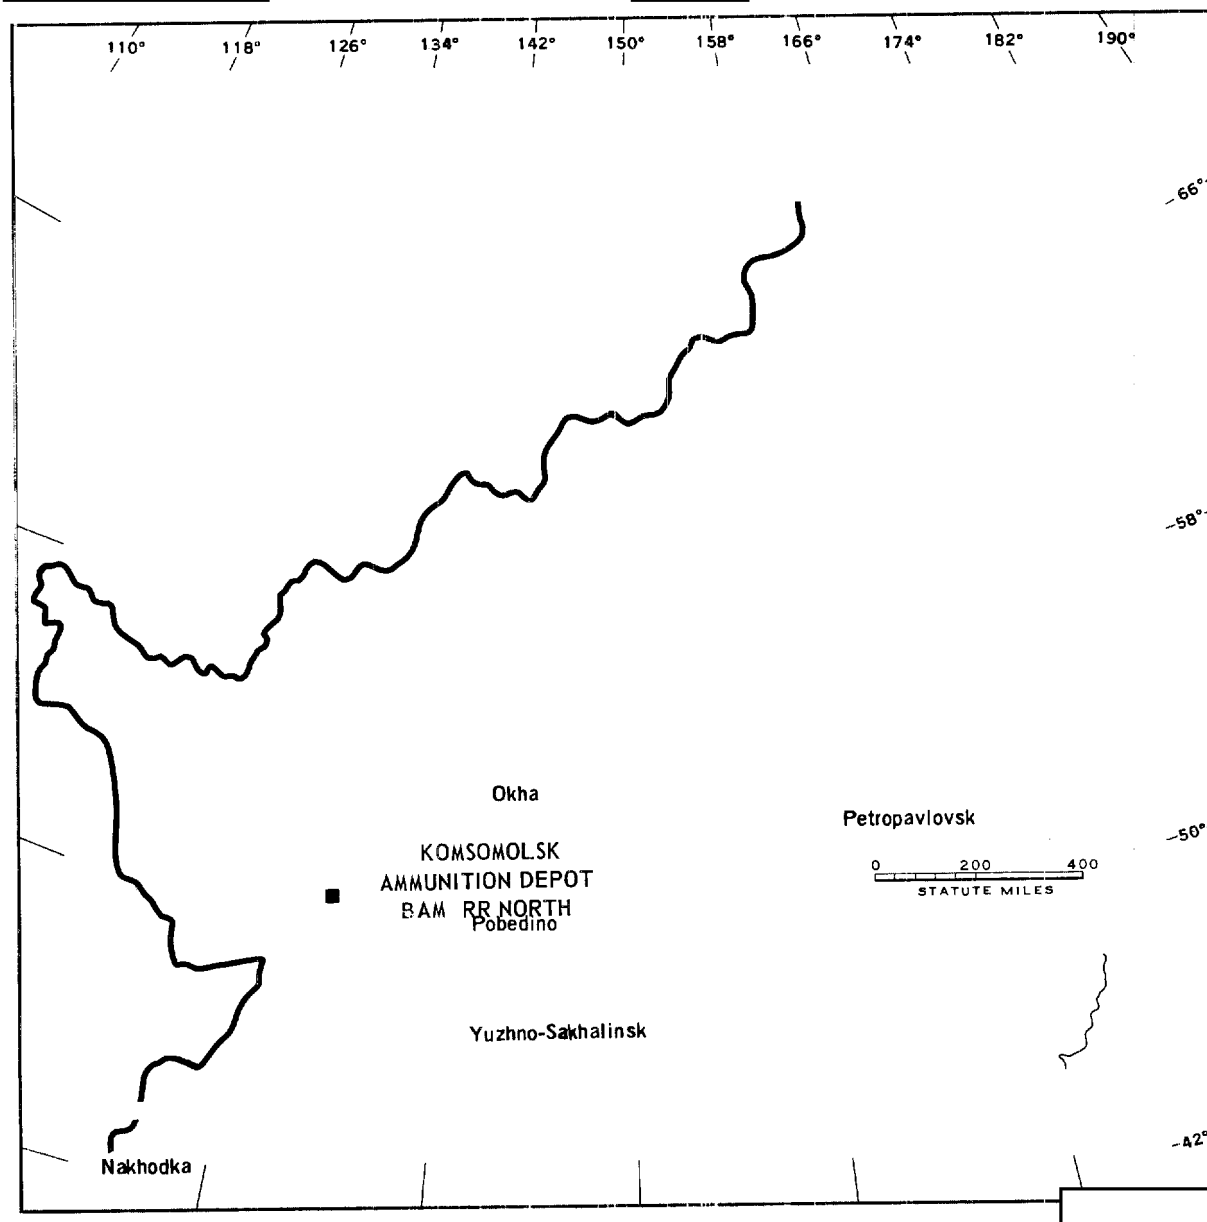 110° 118° 126° 134° 142° 150° 158° 166° 174° 182° 190°
66°
58°
Okha
Petropavlovsk
50°
KOMSOMOLSK
AMMUNITION DEPOT
BAM RR NORTH
0 200 400
STATUTE MILES
Pobedino
Yuzhno-Sakhalinsk
42°
Nakhodka